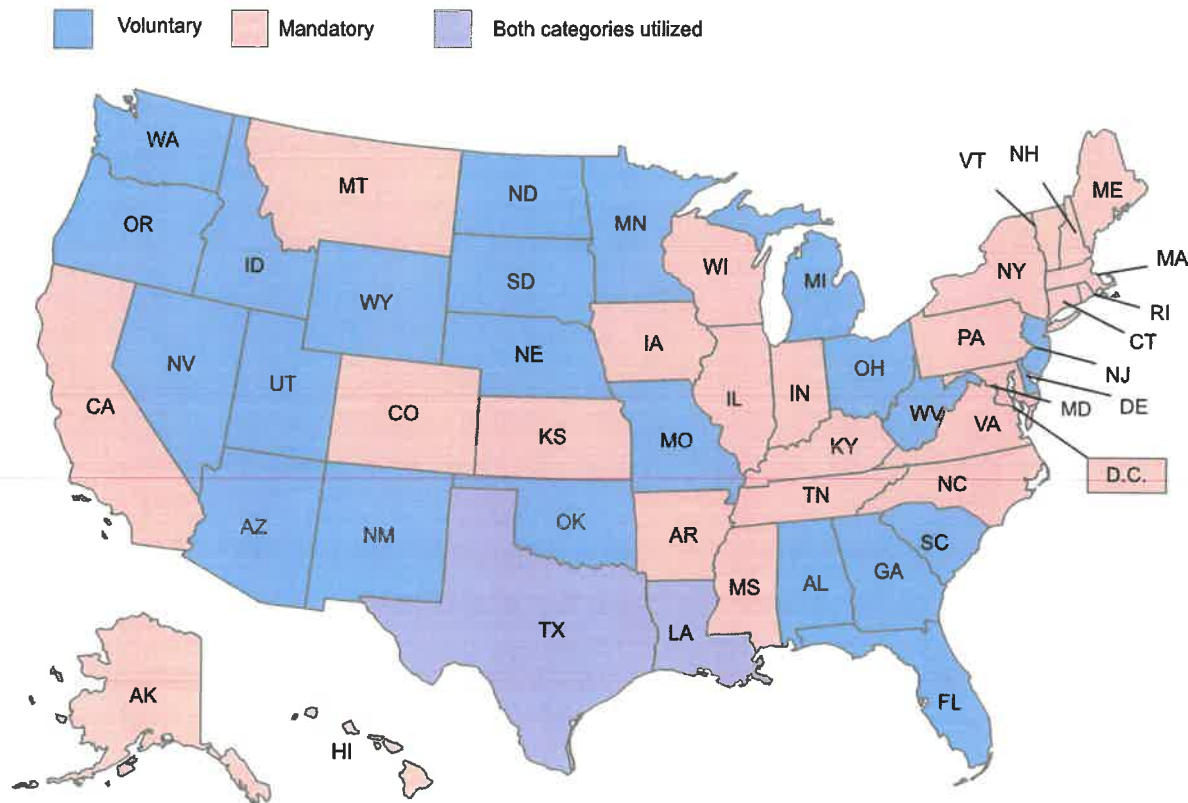 Voluntary Mandatory Both categories utilized
WA
VT NH
MT ME
ND
OR MN
ID WI NY MA
SD MI
WY RI
PA CT
IA
NE
NV OH NJ
UT IL IN
CA CO MD DE
WV VA
KS MO KY
D.C.
NC
TN
AZ NM OK AR
SC
GA
MS AL
TX LA
AK FL
HI